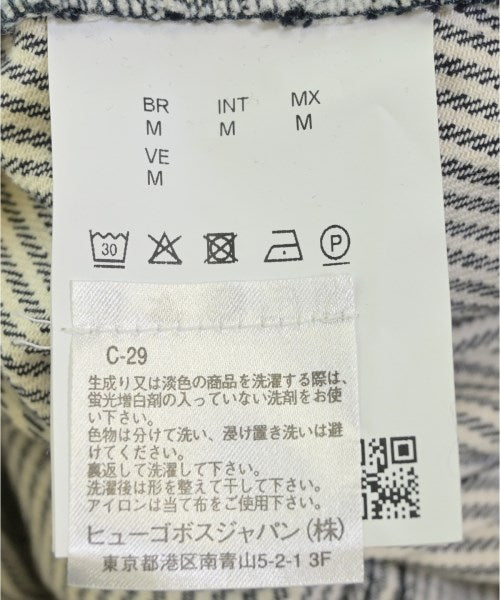 BR INT MX
M M M
VE
M
30 P
C-29
生成り又は淡色の商品を洗濯する際は、
蛍光増白剤の入っていない洗剤をお使
い下さい。
色物は分けて洗い、浸け置き洗いは避
けてください。
裏返して洗濯して下さい。
洗濯後は形を整えて干して下さい。
アイロンは当て布をご使用下さい。
ヒューゴボスジャパン(株)
東京都港区南青山5-2-1 3F